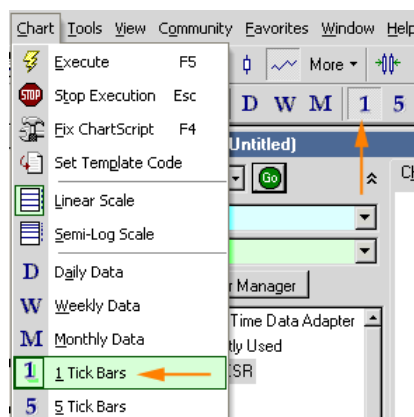 Chart Tools View Community Favorites Window Help
Execute F5
More
Stop Execution Esc
D W M 1 5
Fix ChartScript F4
Untitled)
Set Template Code
Go
Linear Scale
Semi-Log Scale
D Daily Data
r Manager
W Weekly Data
Time Data Adapter
M Monthly Data
tly Used
1 1 Tick Bars
SR
5 5 Tick Bars